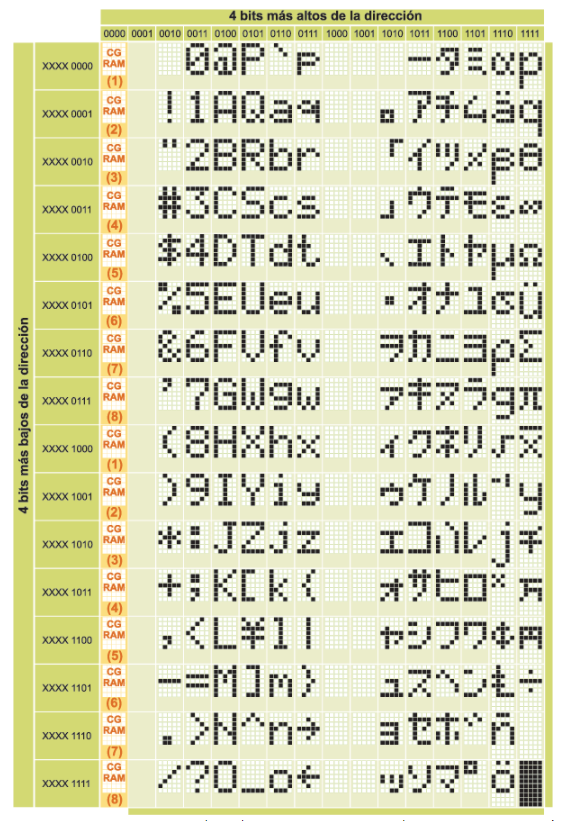 4 bits más altos de la dirección
0000 0001 0010 0011 0100 0101 0110 0111 1000 1001 1010 1011 1100 1101 1110 1111
4 bits más bajos de la dirección
XXXX 0000 CG RAM (1) 0 @ P ` p ー タ ミ α p
XXXX 0001 CG RAM (2) ! 1 A Q a q 。 ア チ ム ä q
XXXX 0010 CG RAM (3) " 2 B R b r 「 イ ツ メ β θ
XXXX 0011 CG RAM (4) # 3 C S c s 」 ウ テ モ ε ∞
XXXX 0100 CG RAM (5) $ 4 D T d t 、 エ ト ヤ μ Ω
XXXX 0101 CG RAM (6) % 5 E U e u ・ オ ナ ユ σ ü
XXXX 0110 CG RAM (7) & 6 F V f v ヲ カ ニ ヨ ρ Σ
XXXX 0111 CG RAM (8) ' 7 G W g w ァ キ ヌ ラ g π
XXXX 1000 CG RAM (1) ( 8 H X h x ィ ク ネ リ √ x̄
XXXX 1001 CG RAM (2) ) 9 I Y i y ゥ ケ ノ ル ⁻¹ y
XXXX 1010 CG RAM (3) * : J Z j z ェ コ ハ レ j 千
XXXX 1011 CG RAM (4) + ; K [ k { ォ サ ヒ ロ ˣ 万
XXXX 1100 CG RAM (5) , < L ¥ l | ャ シ フ ワ ¢ 円
XXXX 1101 CG RAM (6) - = M ] m } ュ ス ヘ ン £ ÷
XXXX 1110 CG RAM (7) . > N ^ n → ョ セ ホ ゛ ñ
XXXX 1111 CG RAM (8) / ? O _ o ← ッ ソ マ ゜ ö █